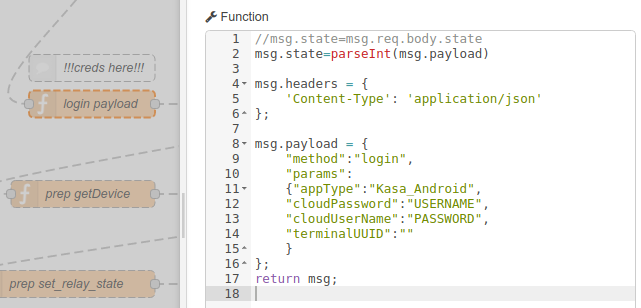 Function
!!!creds here!!!
login payload
prep getDevice
prep set_relay_state
1 //msg.state=msg.req.body.state
2 msg.state=parseInt(msg.payload)
3
4 msg.headers = {
5     'Content-Type': 'application/json'
6 };
7
8 msg.payload = {
9     "method":"login",
10     "params":
11     {"appType":"Kasa_Android",
12     "cloudPassword":"USERNAME",
13     "cloudUserName":"PASSWORD",
14     "terminalUUID":""
15     }
16 };
17 return msg;
18